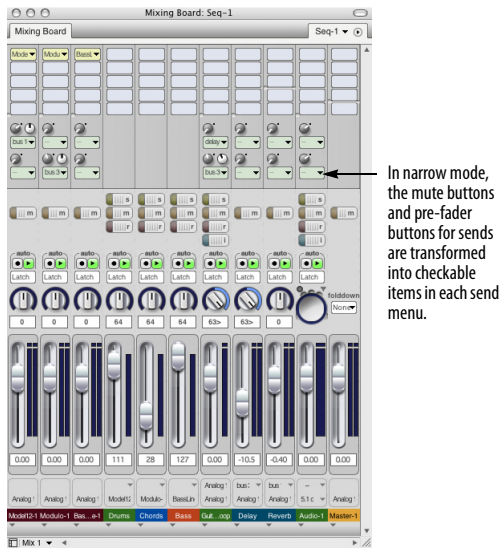 Mixing Board: Seq-1
Mixing Board Seq-1
Mode Modu BassL
bus 1 - - delay - - -
- bus 3 - bus 3 - - -
In narrow mode,
the mute buttons
and pre-fader
buttons for sends
are transformed
into checkable
items in each send
menu.
s s s s s
m m m m m m m m m m m
r r r r r
i i
auto auto auto auto auto auto auto auto auto auto
Latch Latch Latch Latch Latch Latch Latch Latch Latch Latch
folddown
None
0 0 0 64 64 64 63> 63> 0
0.00 0.00 0.00 111 28 127 0.00 -10.5 -0.40 0.00 0.00
Analog 1 bus bus -
Analog Analog Analog Model12 Modulo- BassLin Analog Analog Analog 5.1 c Analog
Model12-1 Modulo-1 Bas...e-1 Drums Chords Bass Guit...oop Delay Reverb Audio-1 Master-1
Mix 1